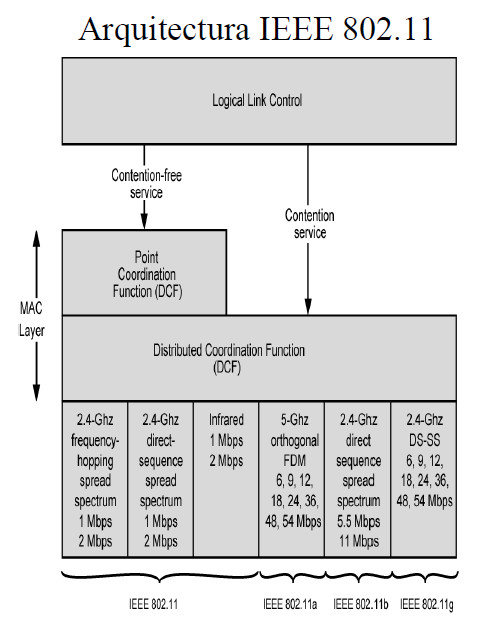 Arquitectura IEEE 802.11
Logical Link Control
Contention-free
service
Contention
service
Point
Coordination
Function (DCF)
MAC
Layer
Distributed Coordination Function
(DCF)
2.4-Ghz
frequency-
hopping
spread
spectrum
1 Mbps
2 Mbps
2.4-Ghz
direct-
sequence
spread
spectrum
1 Mbps
2 Mbps
Infrared
1 Mbps
2 Mbps
5-Ghz
orthogonal
FDM
6, 9, 12,
18, 24, 36,
48, 54 Mbps
2.4-Ghz
direct
sequence
spread
spectrum
5.5 Mbps
11 Mbps
2.4-Ghz
DS-SS
6, 9, 12,
18, 24, 36,
48, 54 Mbps
IEEE 802.11
IEEE 802.11a
IEEE 802.11b
IEEE 802.11g